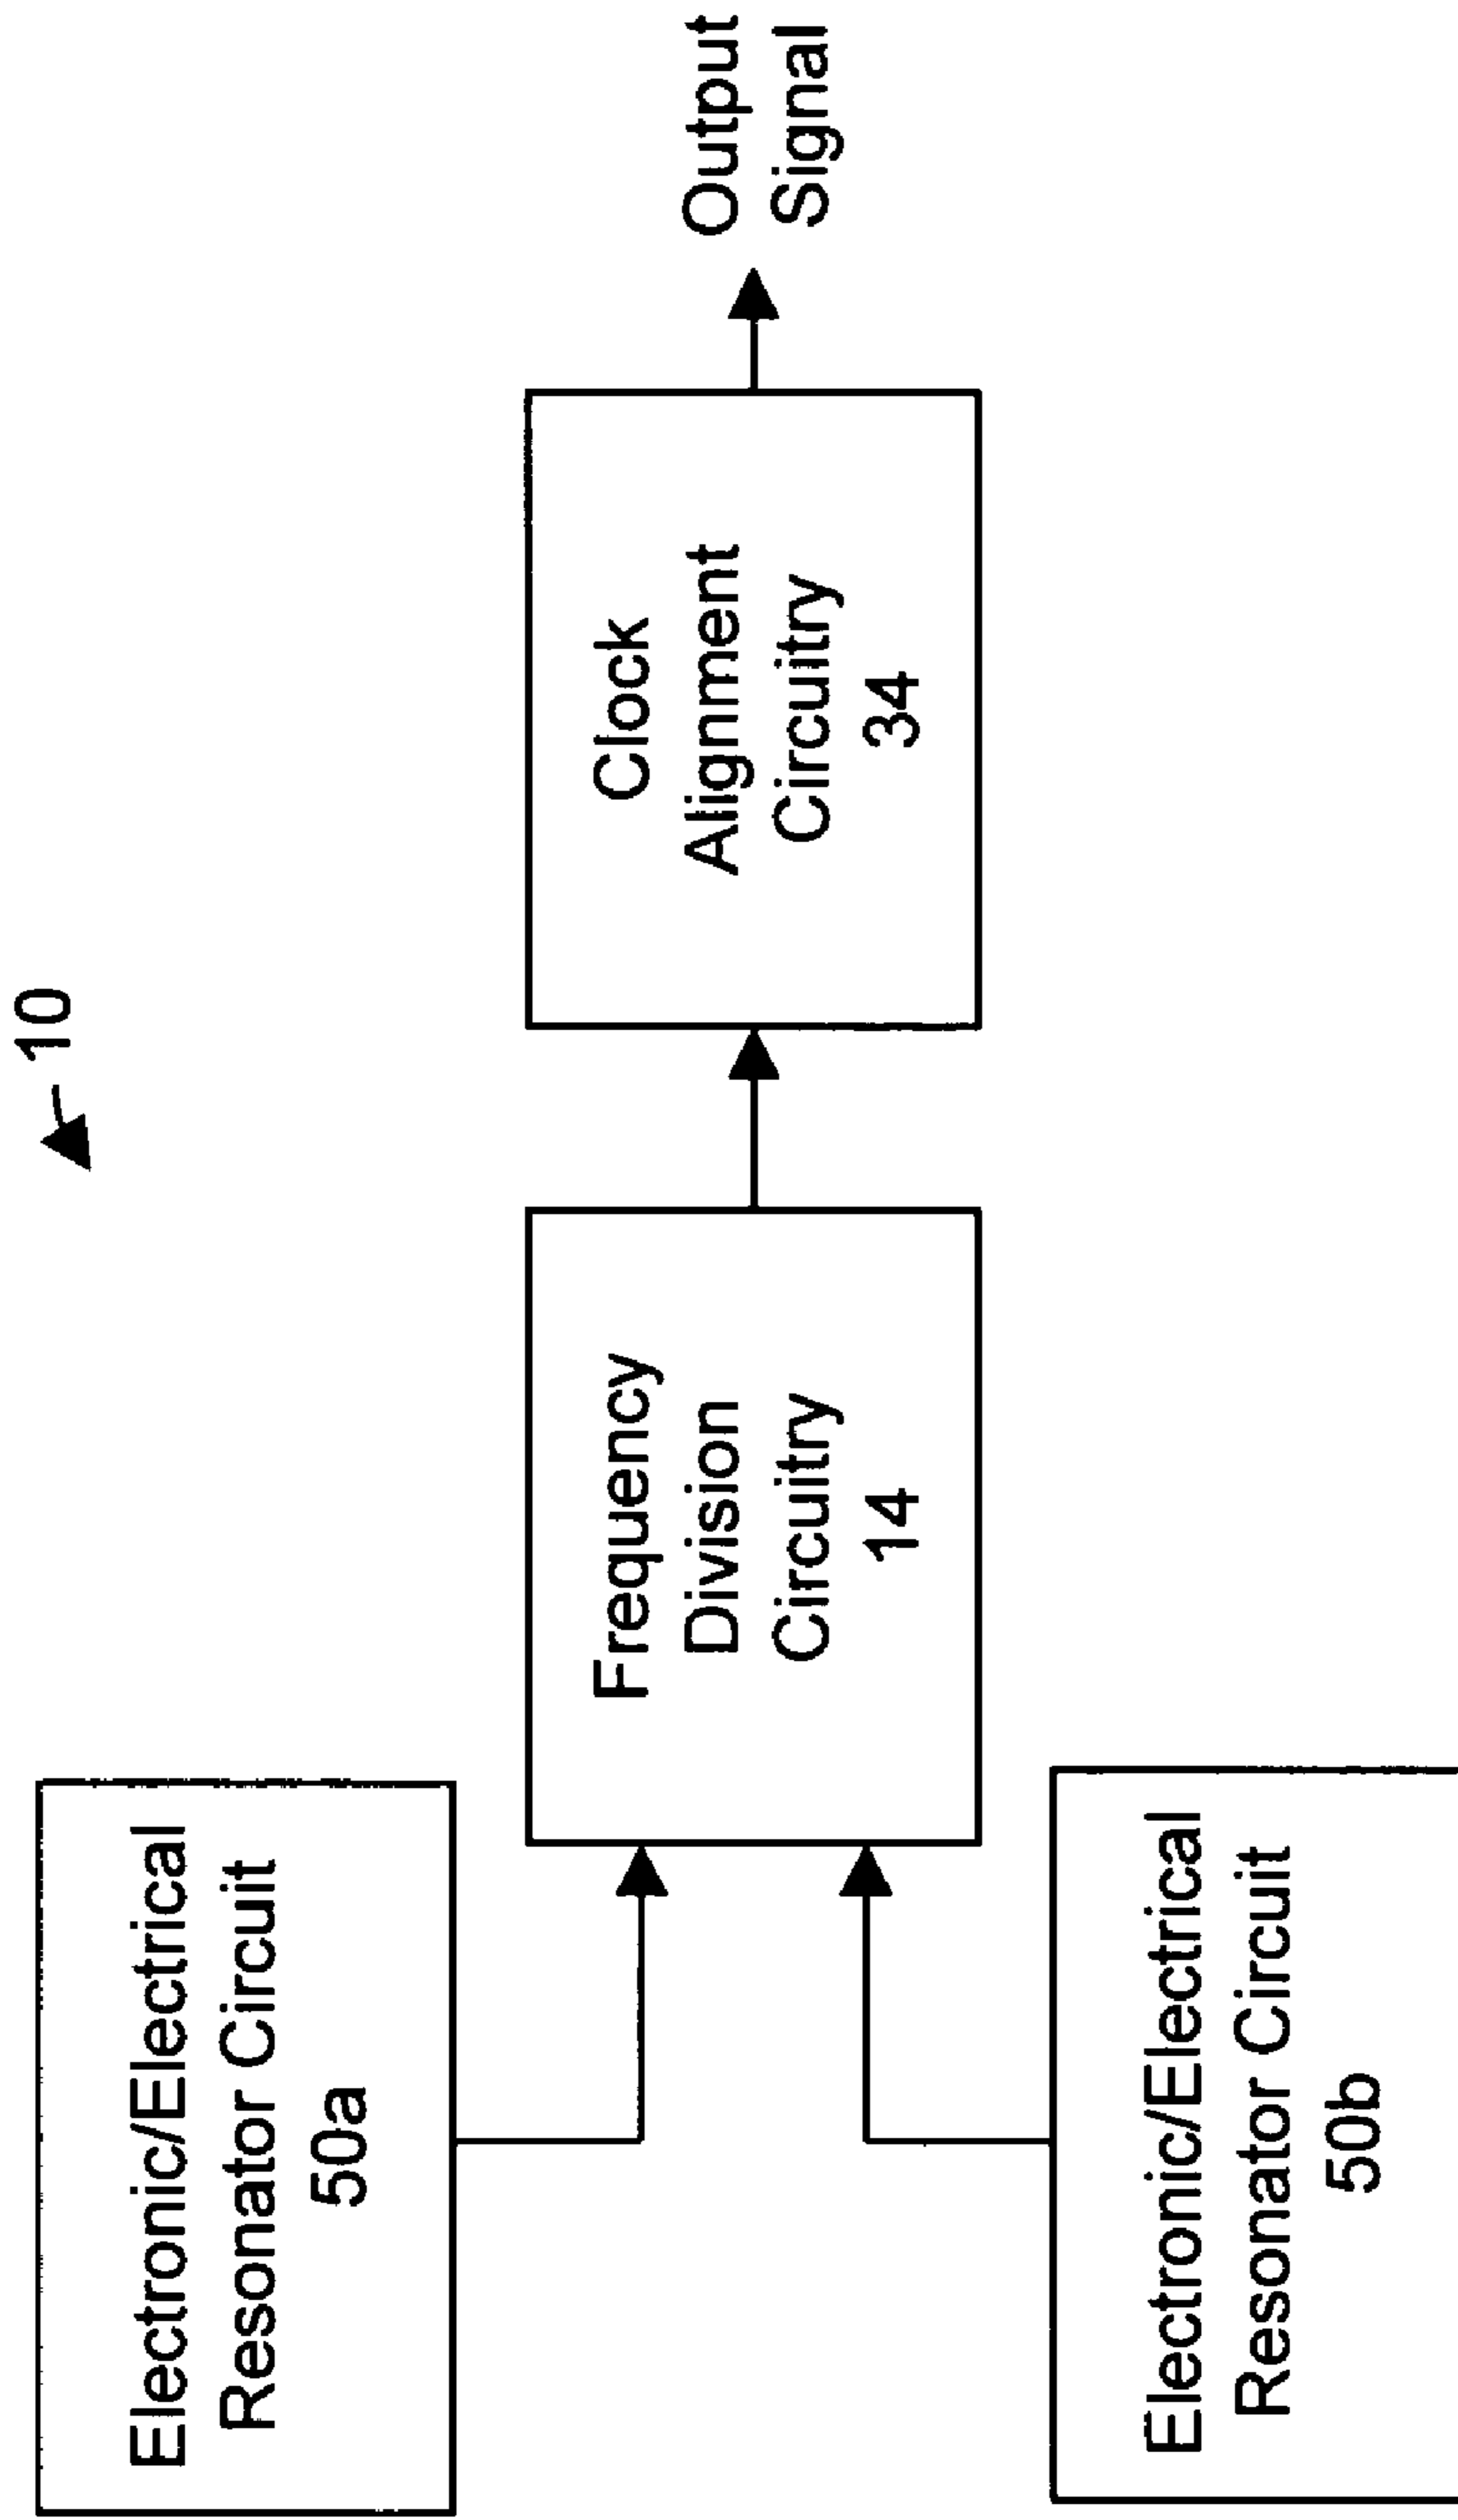 10
Electronic/Electrical
Resonator Circuit
50a
Frequency
Division
Circuitry
14
Clock
Alignment
Circuitry
34
Output
Signal
Electronic/Electrical
Resonator Circuit
50b